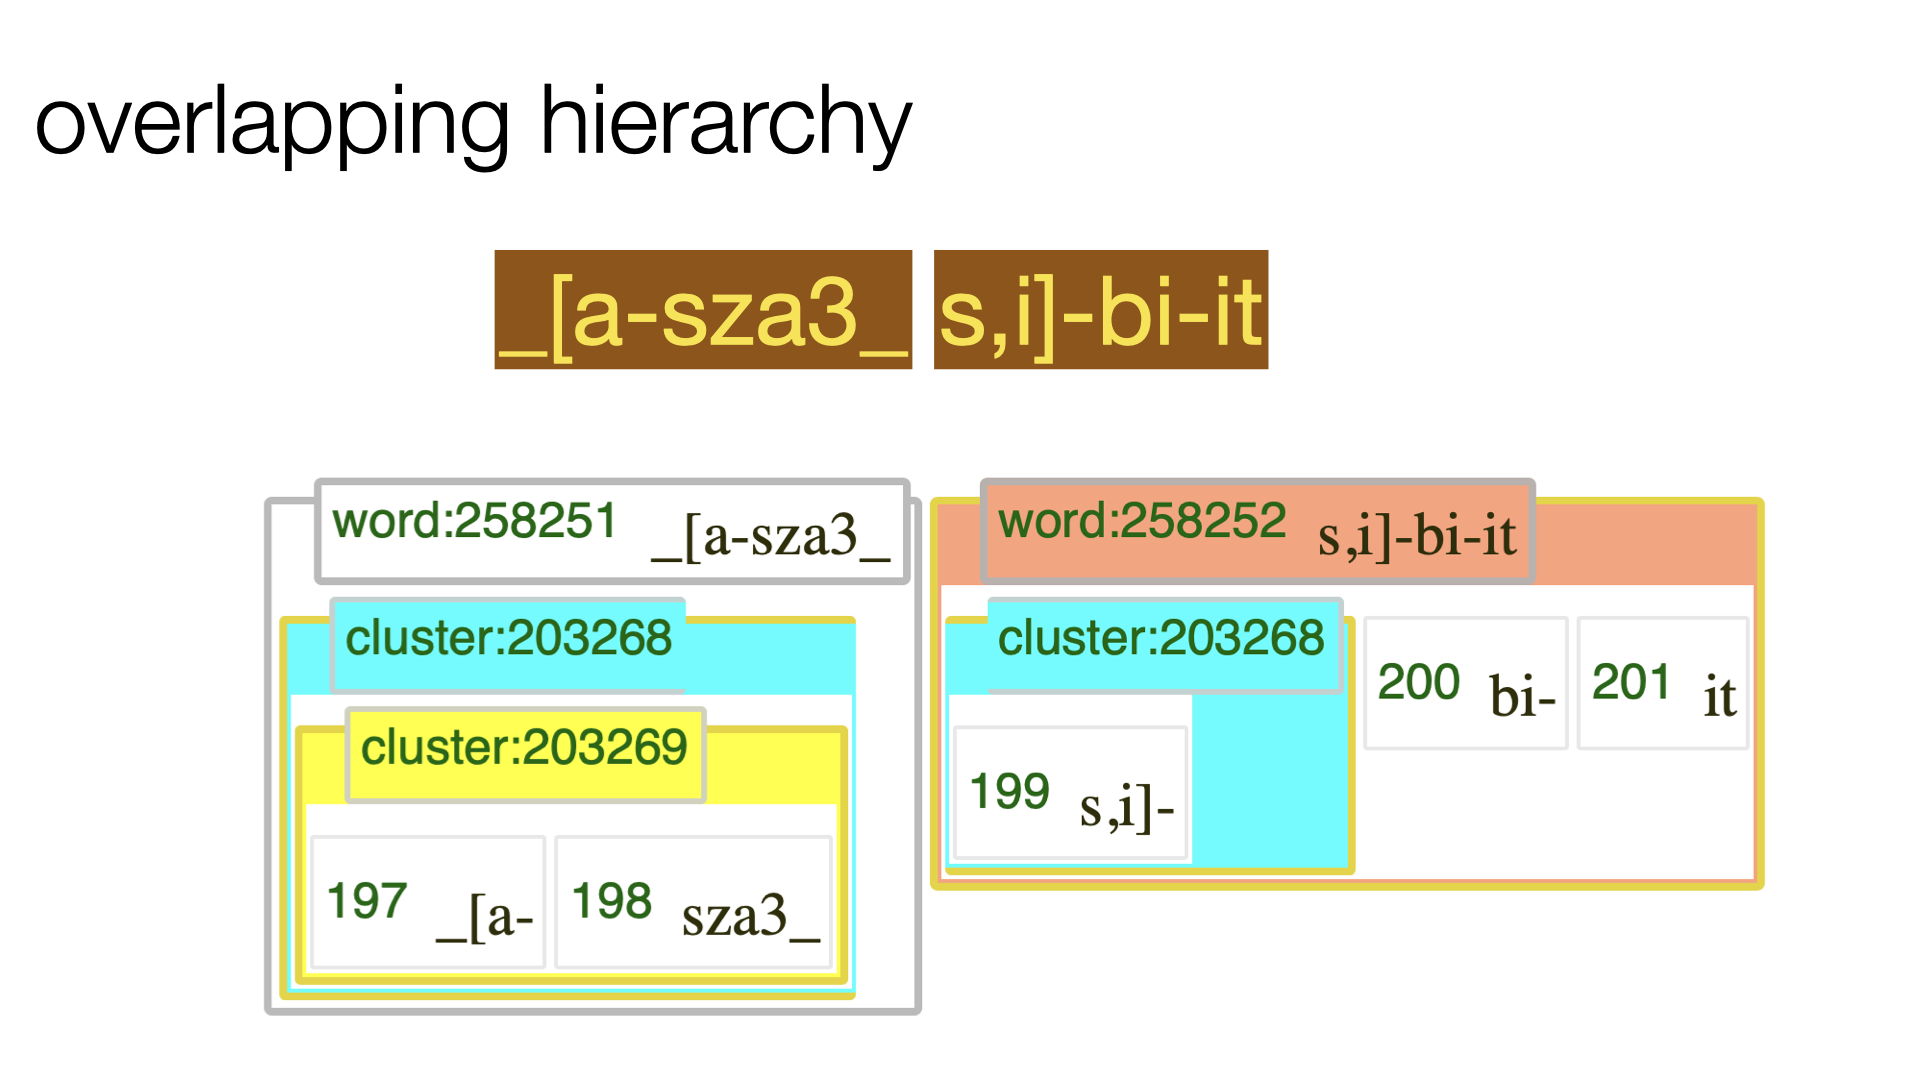 overlapping hierarchy
_[a-sza3_ s,i]-bi-it
word:258251 _[a-sza3_ word:258252 s,i]-bi-it
cluster:203268 cluster:203268
200 bi- 201 it
cluster:203269
199 s,i]-
197 _[a- 198 sza3_